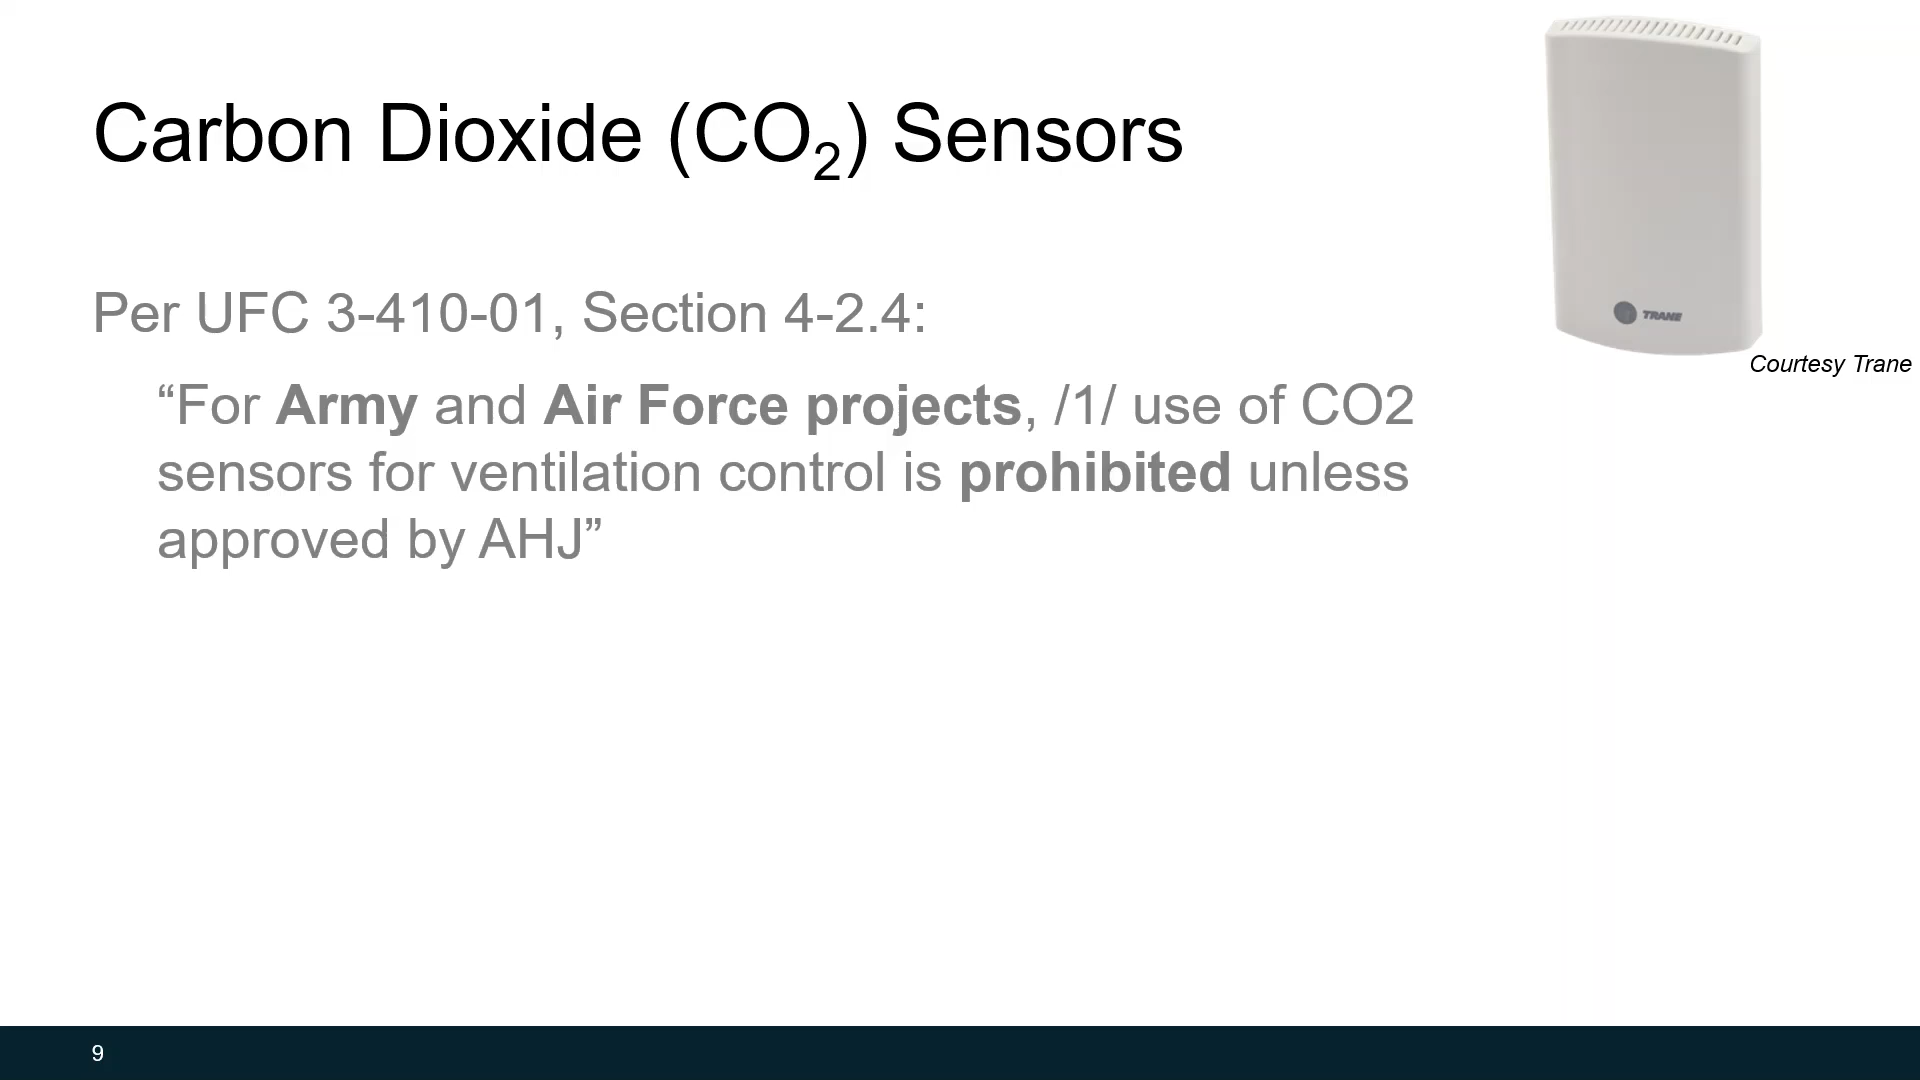 Carbon Dioxide (CO₂) Sensors
TRANE
Courtesy Trane
Per UFC 3-410-01, Section 4-2.4:
“For Army and Air Force projects, /1/ use of CO2
sensors for ventilation control is prohibited unless
approved by AHJ”
9